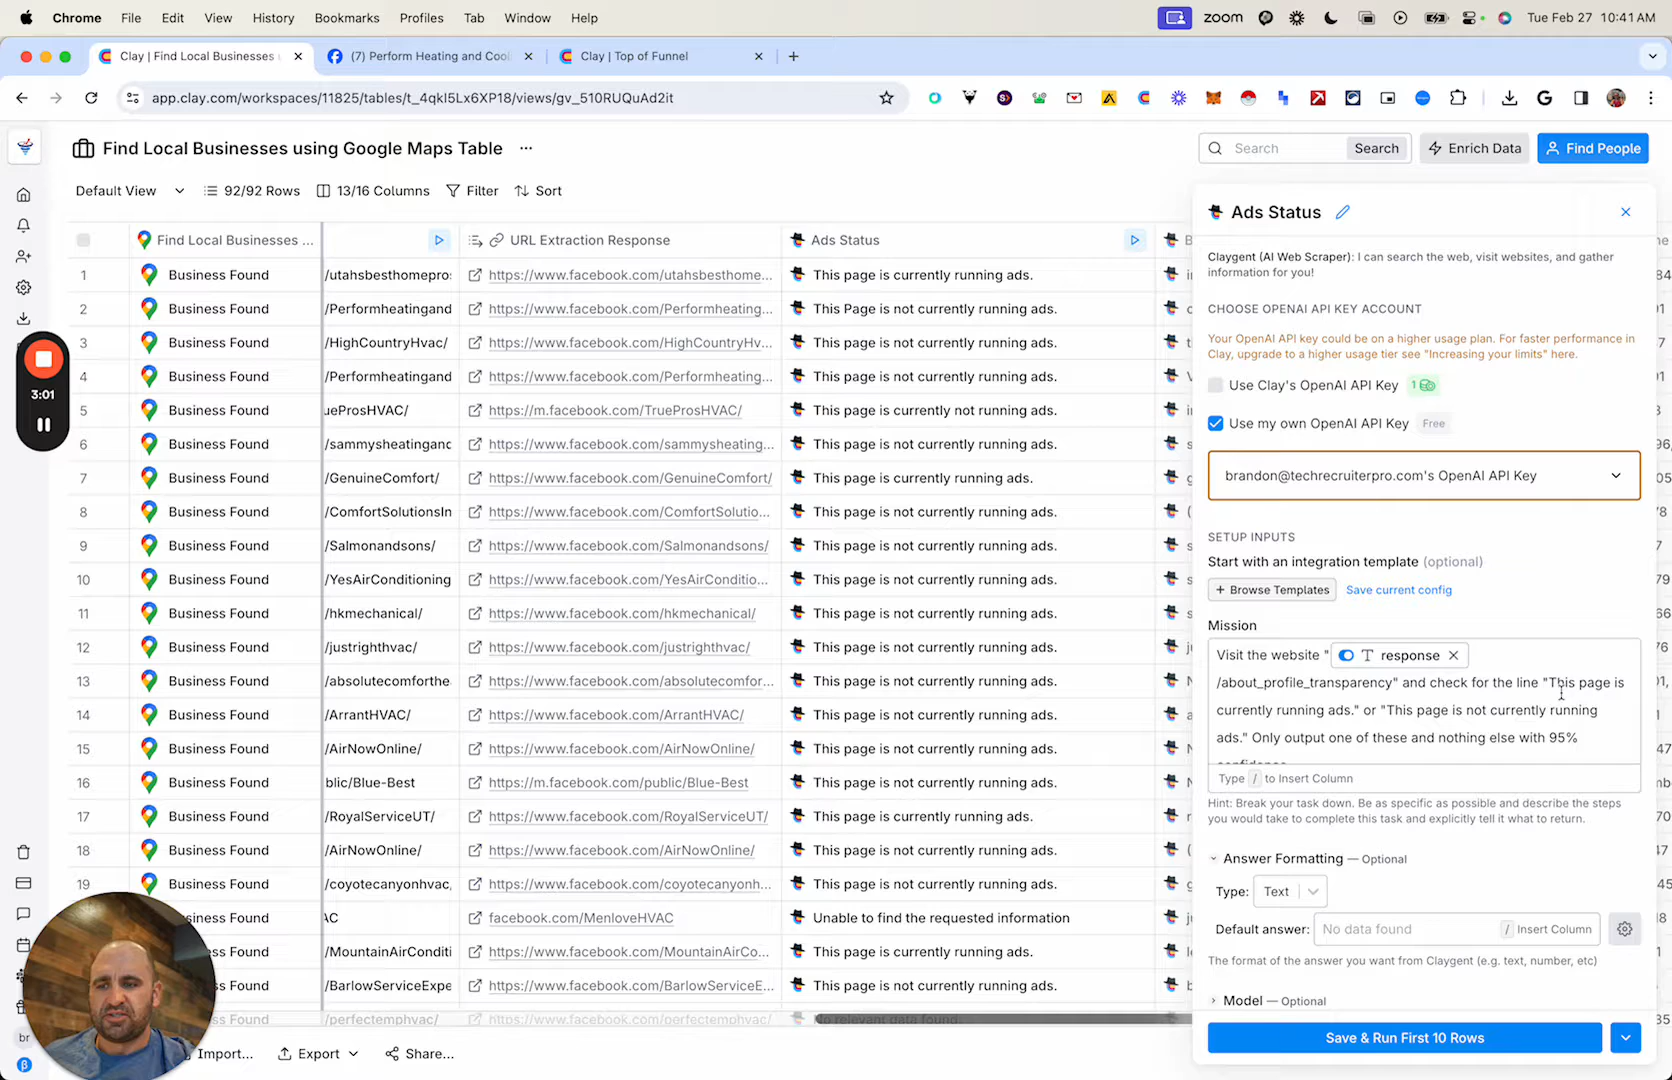 Chrome File Edit View History Bookmarks Profiles Tab Window Help
zoom Tue Feb 27 10:41 AM
Clay | Find Local Businesses
(7) Perform Heating and Cool
Clay | Top of Funnel
app.clay.com/workspaces/11825/tables/t_4qkI5Lx6XP18/views/gv_510RUQuAd2it
Find Local Businesses using Google Maps Table ...
Search Search
Enrich Data
Find People
Default View
92/92 Rows
13/16 Columns
Filter
Sort
Find Local Businesses ... URL Extraction Response Ads Status
1 Business Found /utahsbesthomepro: https://www.facebook.com/utahsbesthome... This page is currently running ads.
2 Business Found /Performheatingand https://www.facebook.com/Performheating... This Page is not currently running ads.
3 Business Found /HighCountryHvac/ https://www.facebook.com/HighCountryHv... This page is not currently running ads.
4 Business Found /Performheatingand https://www.facebook.com/Performheating... This page is not currently running ads.
5 Business Found ueProsHVAC/ https://m.facebook.com/TrueProsHVAC/ This page is currently not running ads.
6 Business Found /sammysheatingand https://www.facebook.com/sammysheating... This page is not currently running ads.
7 Business Found /GenuineComfort/ https://www.facebook.com/GenuineComfort/ This page is currently running ads.
8 Business Found /ComfortSolutionsIn https://www.facebook.com/ComfortSolutio... This page is not currently running ads.
9 Business Found /Salmonandsons/ https://www.facebook.com/Salmonandsons/ This page is not currently running ads.
10 Business Found /YesAirConditioning https://www.facebook.com/YesAirConditio... This page is not currently running ads.
11 Business Found /hkmechanical/ https://www.facebook.com/hkmechanical/ This page is not currently running ads.
12 Business Found /justrighthvac/ https://www.facebook.com/justrighthvac/ This page is not currently running ads.
13 Business Found /absolutecomforthe https://www.facebook.com/absolutecomfor... This page is not currently running ads.
14 Business Found /ArrantHVAC/ https://www.facebook.com/ArrantHVAC/ This page is not currently running ads.
15 Business Found /AirNowOnline/ https://www.facebook.com/AirNowOnline/ This page is not currently running ads.
16 Business Found blic/Blue-Best https://m.facebook.com/public/Blue-Best This page is not currently running ads.
17 Business Found /RoyalServiceUT/ https://www.facebook.com/RoyalServiceUT/ This page is currently running ads.
18 Business Found /AirNowOnline/ https://www.facebook.com/AirNowOnline/ This page is not currently running ads.
19 Business Found /coyotecanyonhvac, https://www.facebook.com/coyotecanyonh... This page is not currently running ads.
siness Found facebook.com/MenloveHVAC Unable to find the requested information
siness Found /MountainAirConditi https://www.facebook.com/MountainAirCo... This page is currently running ads.
siness Found /BarlowServiceExpe https://www.facebook.com/BarlowServiceE... This page is not currently running ads.
siness Found /perfectemphvac/ https://www.facebook.com/perfectemphvac/ No relevant data found
3:01
br
β
Import...
Export
Share...
Ads Status
Claygent (AI Web Scraper): I can search the web, visit websites, and gather
information for you!
CHOOSE OPENAI API KEY ACCOUNT
Your OpenAI API key could be on a higher usage plan. For faster performance in
Clay, upgrade to a higher usage tier see "Increasing your limits" here.
Use Clay's OpenAI API Key 1
Use my own OpenAI API Key Free
brandon@techrecruiterpro.com's OpenAI API Key
SETUP INPUTS
Start with an integration template (optional)
+ Browse Templates Save current config
Mission
Visit the website " response
/about_profile_transparency" and check for the line "This page is
currently running ads." or "This page is not currently running
ads." Only output one of these and nothing else with 95%
confidence
Type / to Insert Column
Hint: Break your task down. Be as specific as possible and describe the steps
you would take to complete this task and explicitly tell it what to return.
Answer Formatting — Optional
Type: Text
Default answer: No data found / Insert Column
The format of the answer you want from Claygent (e.g. text, number, etc)
Model — Optional
Save & Run First 10 Rows